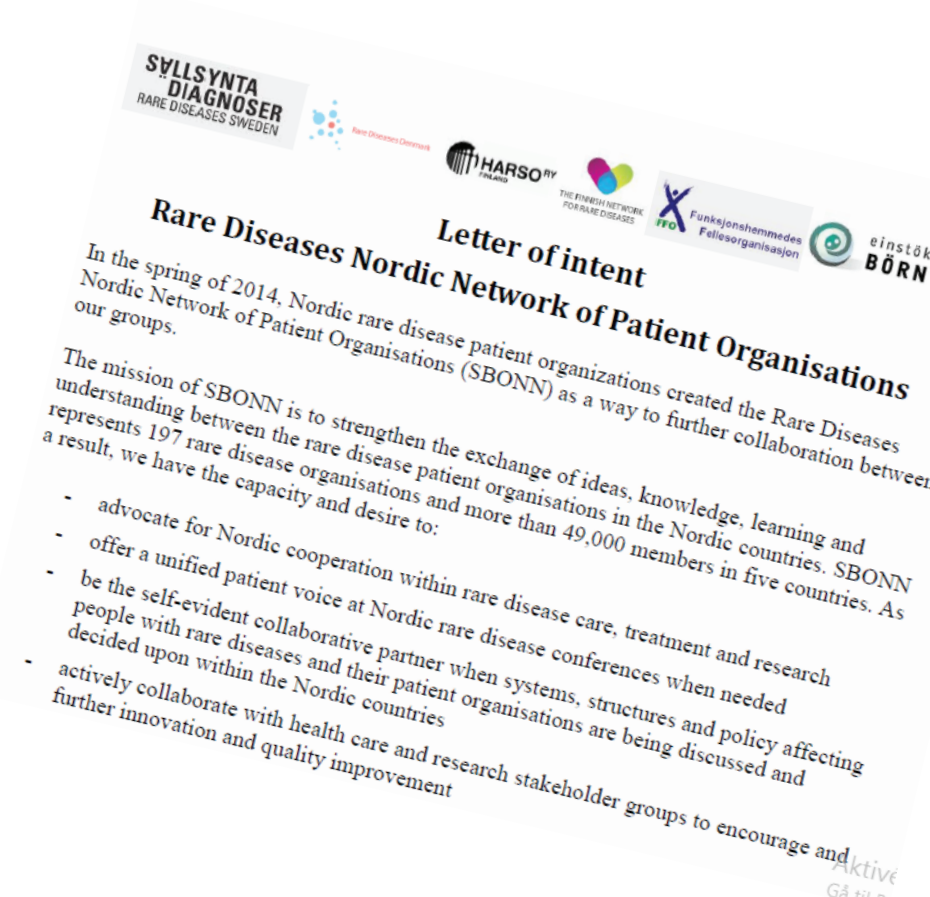 SÄLLSYNTA
DIAGNOSER
RARE DISEASES SWEDEN
Rare Diseases Denmark
HARSO RY
FINLAND
THE FINNISH NETWORK
FOR RARE DISEASES
FFO
Funksjonshemmedes
Fellesorganisasjon
einstök
BÖRN
Letter of intent
Rare Diseases Nordic Network of Patient Organisations
In the spring of 2014, Nordic rare disease patient organizations created the Rare Diseases
Nordic Network of Patient Organisations (SBONN) as a way to further collaboration between
our groups.
The mission of SBONN is to strengthen the exchange of ideas, knowledge, learning and
understanding between the rare disease patient organisations in the Nordic countries. SBONN
represents 197 rare disease organisations and more than 49,000 members in five countries. As
a result, we have the capacity and desire to:
- advocate for Nordic cooperation within rare disease care, treatment and research
- offer a unified patient voice at Nordic rare disease conferences when needed
- be the self-evident collaborative partner when systems, structures and policy affecting
people with rare diseases and their patient organisations are being discussed and
decided upon within the Nordic countries
- actively collaborate with health care and research stakeholder groups to encourage and
further innovation and quality improvement
Aktive
Gå til